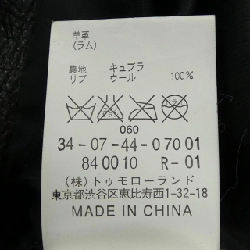 羊革
(ラム)
裏地 キュプラ
リブ ウール 100%
060
34-07-44-07001
840010 R-01
(株)トゥモローランド
東京都渋谷区恵比寿西1-32-18
MADE IN CHINA